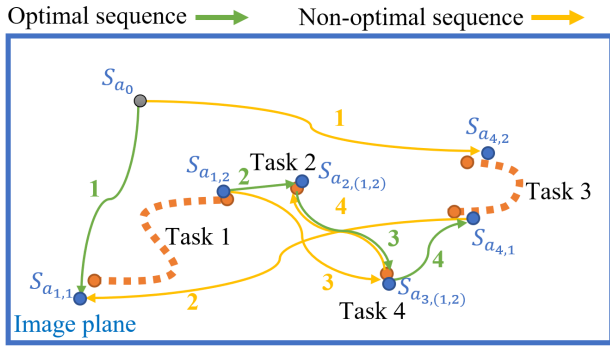 Optimal sequence Non-optimal sequence
S_{a_0}
1
S_{a_{4,2}}
1
S_{a_{1,2}} 2 Task 2 S_{a_{2,(1,2)}}
Task 3
4
Task 1 3 4 S_{a_{4,1}}
S_{a_{1,1}} 2 3 S_{a_{3,(1,2)}}
Task 4
Image plane